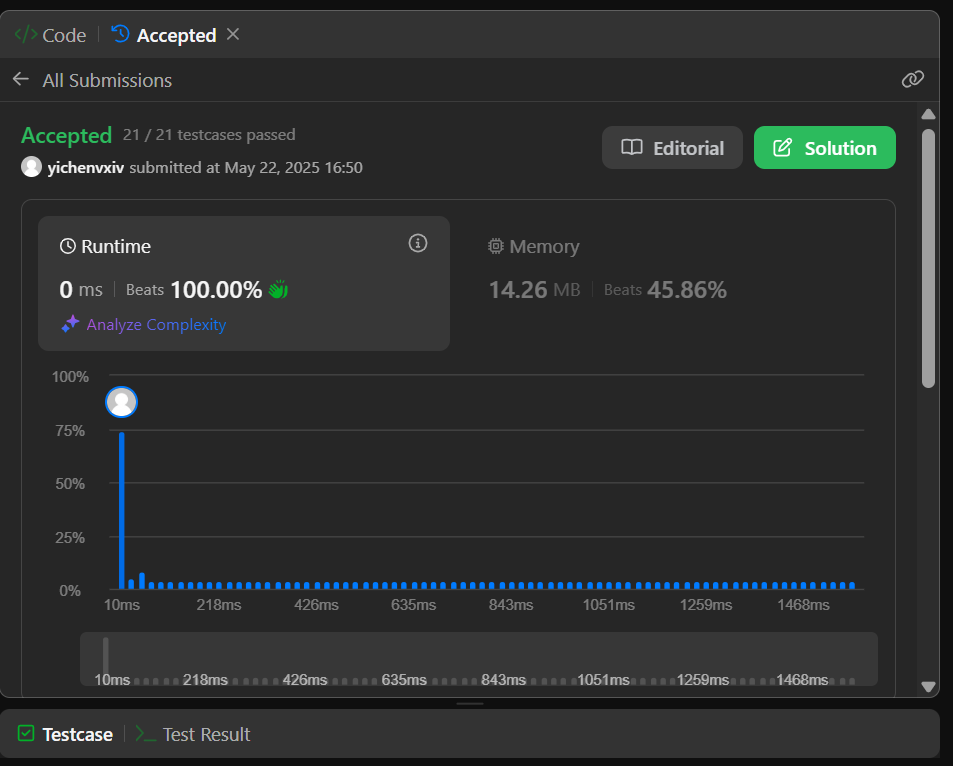 </> Code | Accepted ×
← All Submissions
Accepted 21 / 21 testcases passed
yichenvxiv submitted at May 22, 2025 16:50
Editorial
Solution
Runtime
0 ms | Beats 100.00%
Analyze Complexity
Memory
14.26 MB | Beats 45.86%
100%
75%
50%
25%
0%
10ms 218ms 426ms 635ms 843ms 1051ms 1259ms 1468ms
10ms 218ms 426ms 635ms 843ms 1051ms 1259ms 1468ms
Testcase | >_ Test Result